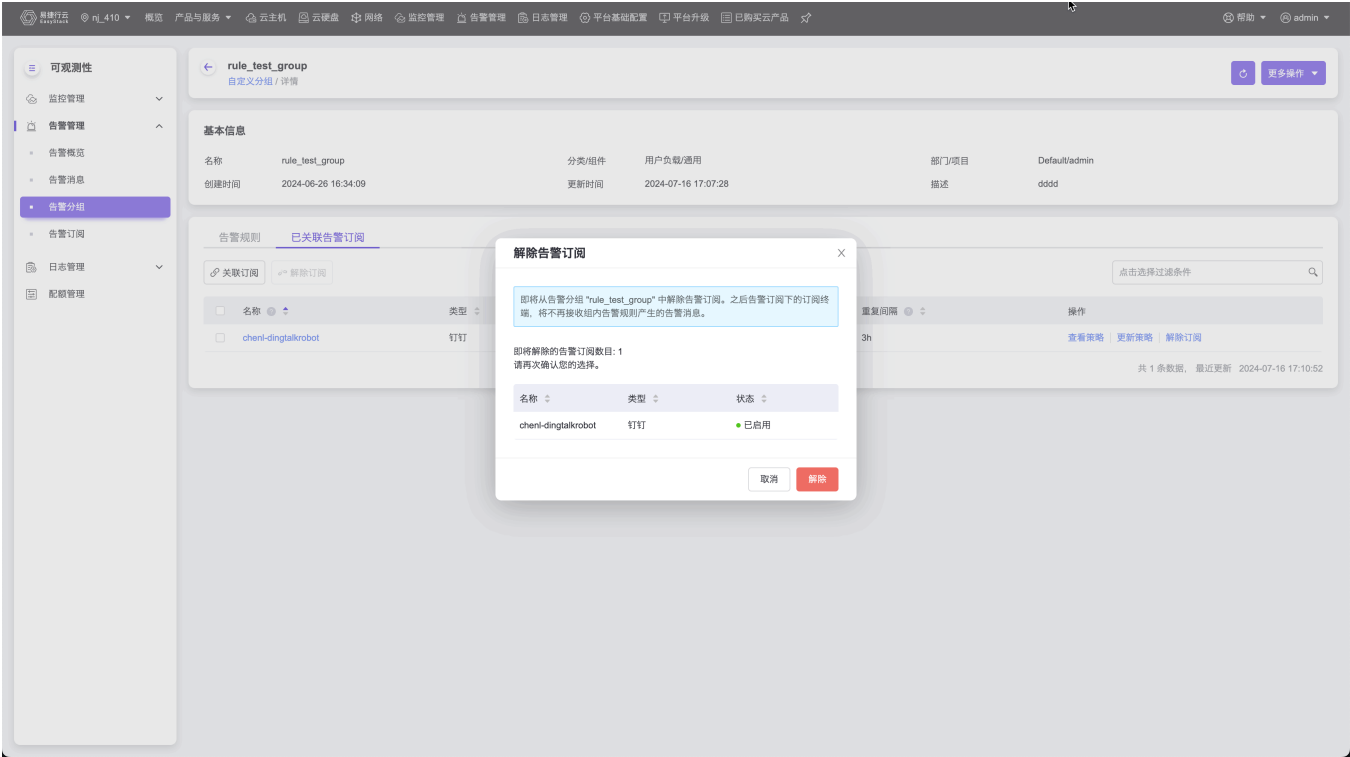 易捷行云 EasyStack nj_410 概览 产品与服务 云主机 云硬盘 网络 监控管理 告警管理 日志管理 平台基础配置 平台升级 已购买云产品 帮助 admin
可观测性
监控管理
告警管理
告警概览
告警消息
告警分组
告警订阅
日志管理
配额管理
rule_test_group
自定义分组 / 详情
更多操作
基本信息
名称 rule_test_group 分类/组件 用户负载/通用 部门/项目 Default/admin
创建时间 2024-06-26 16:34:09 更新时间 2024-07-16 17:07:28 描述 dddd
告警规则 已关联告警订阅
关联订阅 解除订阅 点击选择过滤条件
名称 类型 重复间隔 操作
chenl-dingtalkrobot 钉钉 3h 查看策略 更新策略 解除订阅
共 1 条数据, 最近更新 2024-07-16 17:10:52
解除告警订阅
即将从告警分组 "rule_test_group" 中解除告警订阅。之后告警订阅下的订阅终
端，将不再接收组内告警规则产生的告警消息。
即将解除的告警订阅数目: 1
请再次确认您的选择。
名称 类型 状态
chenl-dingtalkrobot 钉钉 已启用
取消 解除